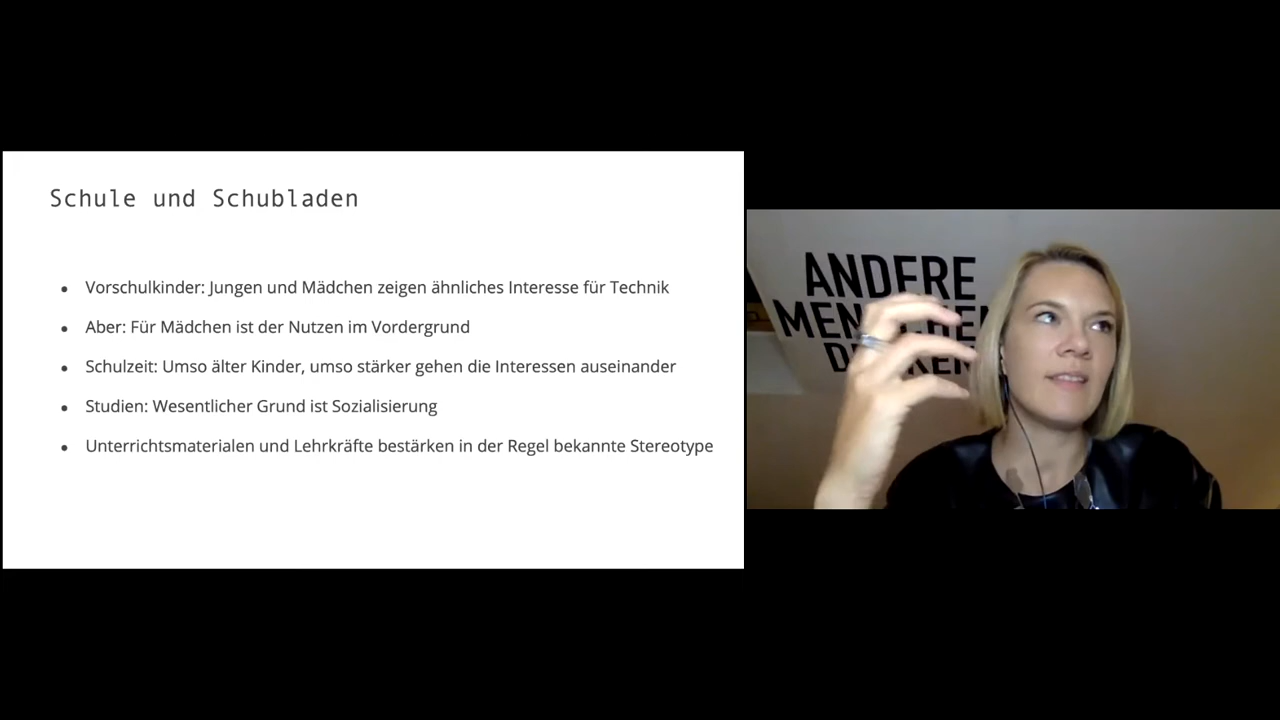 Schule und Schubladen
Vorschulkinder: Jungen und Mädchen zeigen ähnliches Interesse für Technik
Aber: Für Mädchen ist der Nutzen im Vordergrund
Schulzeit: Umso älter Kinder, umso stärker gehen die Interessen auseinander
Studien: Wesentlicher Grund ist Sozialisierung
Unterrichtsmaterialen und Lehrkräfte bestärken in der Regel bekannte Stereotype
ANDERE